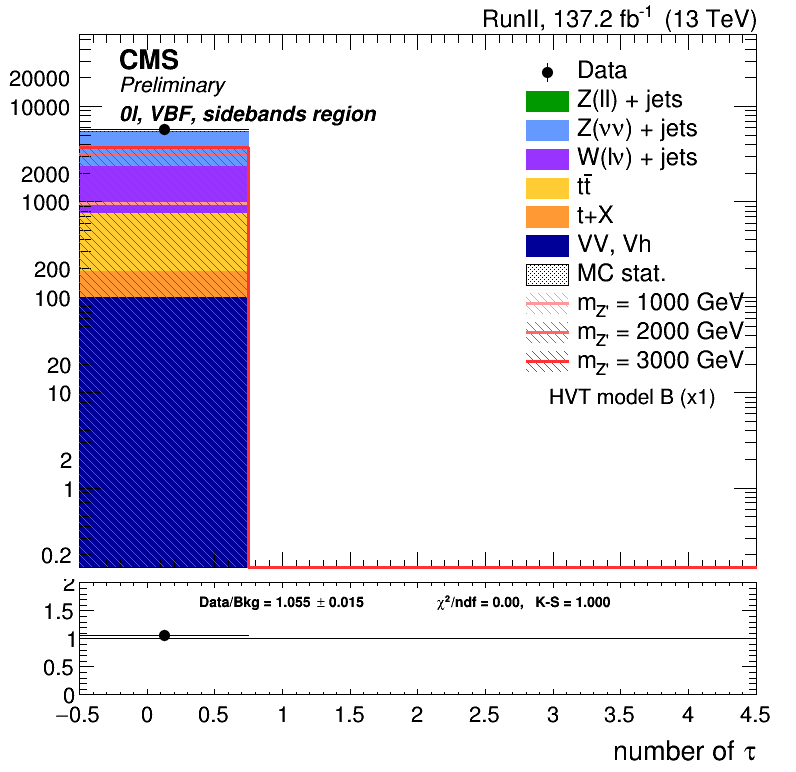 RunII, 137.2 fb⁻¹ (13 TeV)
CMS
Preliminary
0l, VBF, sidebands region
Data
Z(ll) + jets
Z(νν) + jets
W(lν) + jets
tt̄
t+X
VV, Vh
MC stat.
m_Z' = 1000 GeV
m_Z' = 2000 GeV
m_Z' = 3000 GeV
HVT model B (x1)
20000
10000
2000
1000
200
100
20
10
2
1
0.2
Data/Bkg = 1.055 ± 0.015 χ²/ndf = 0.00, K-S = 1.000
2
1.5
1
0.5
0
−0.5 0 0.5 1 1.5 2 2.5 3 3.5 4 4.5
number of τ